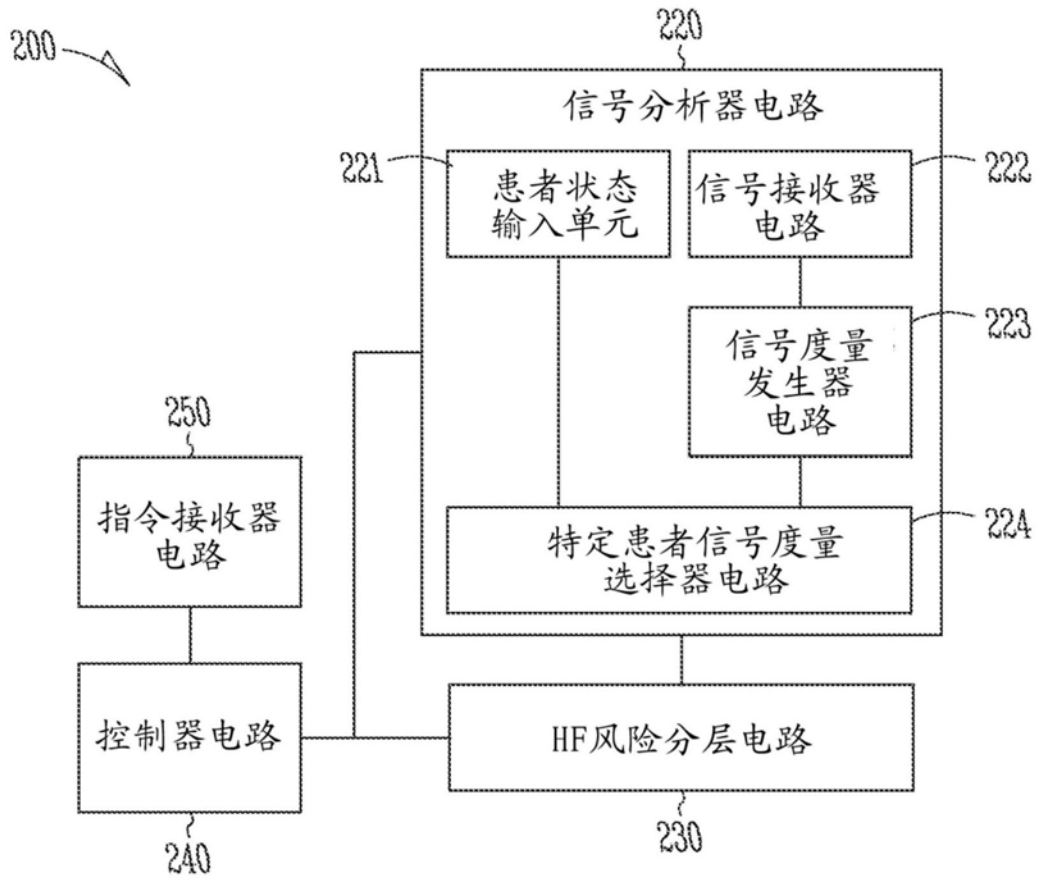 200
220
信号分析器电路
221
患者状态
输入单元
信号接收器
电路
222
信号度量
发生器
电路
223
250
指令接收器
电路
特定患者信号度量
选择器电路
224
控制器电路
HF风险分层电路
240
230